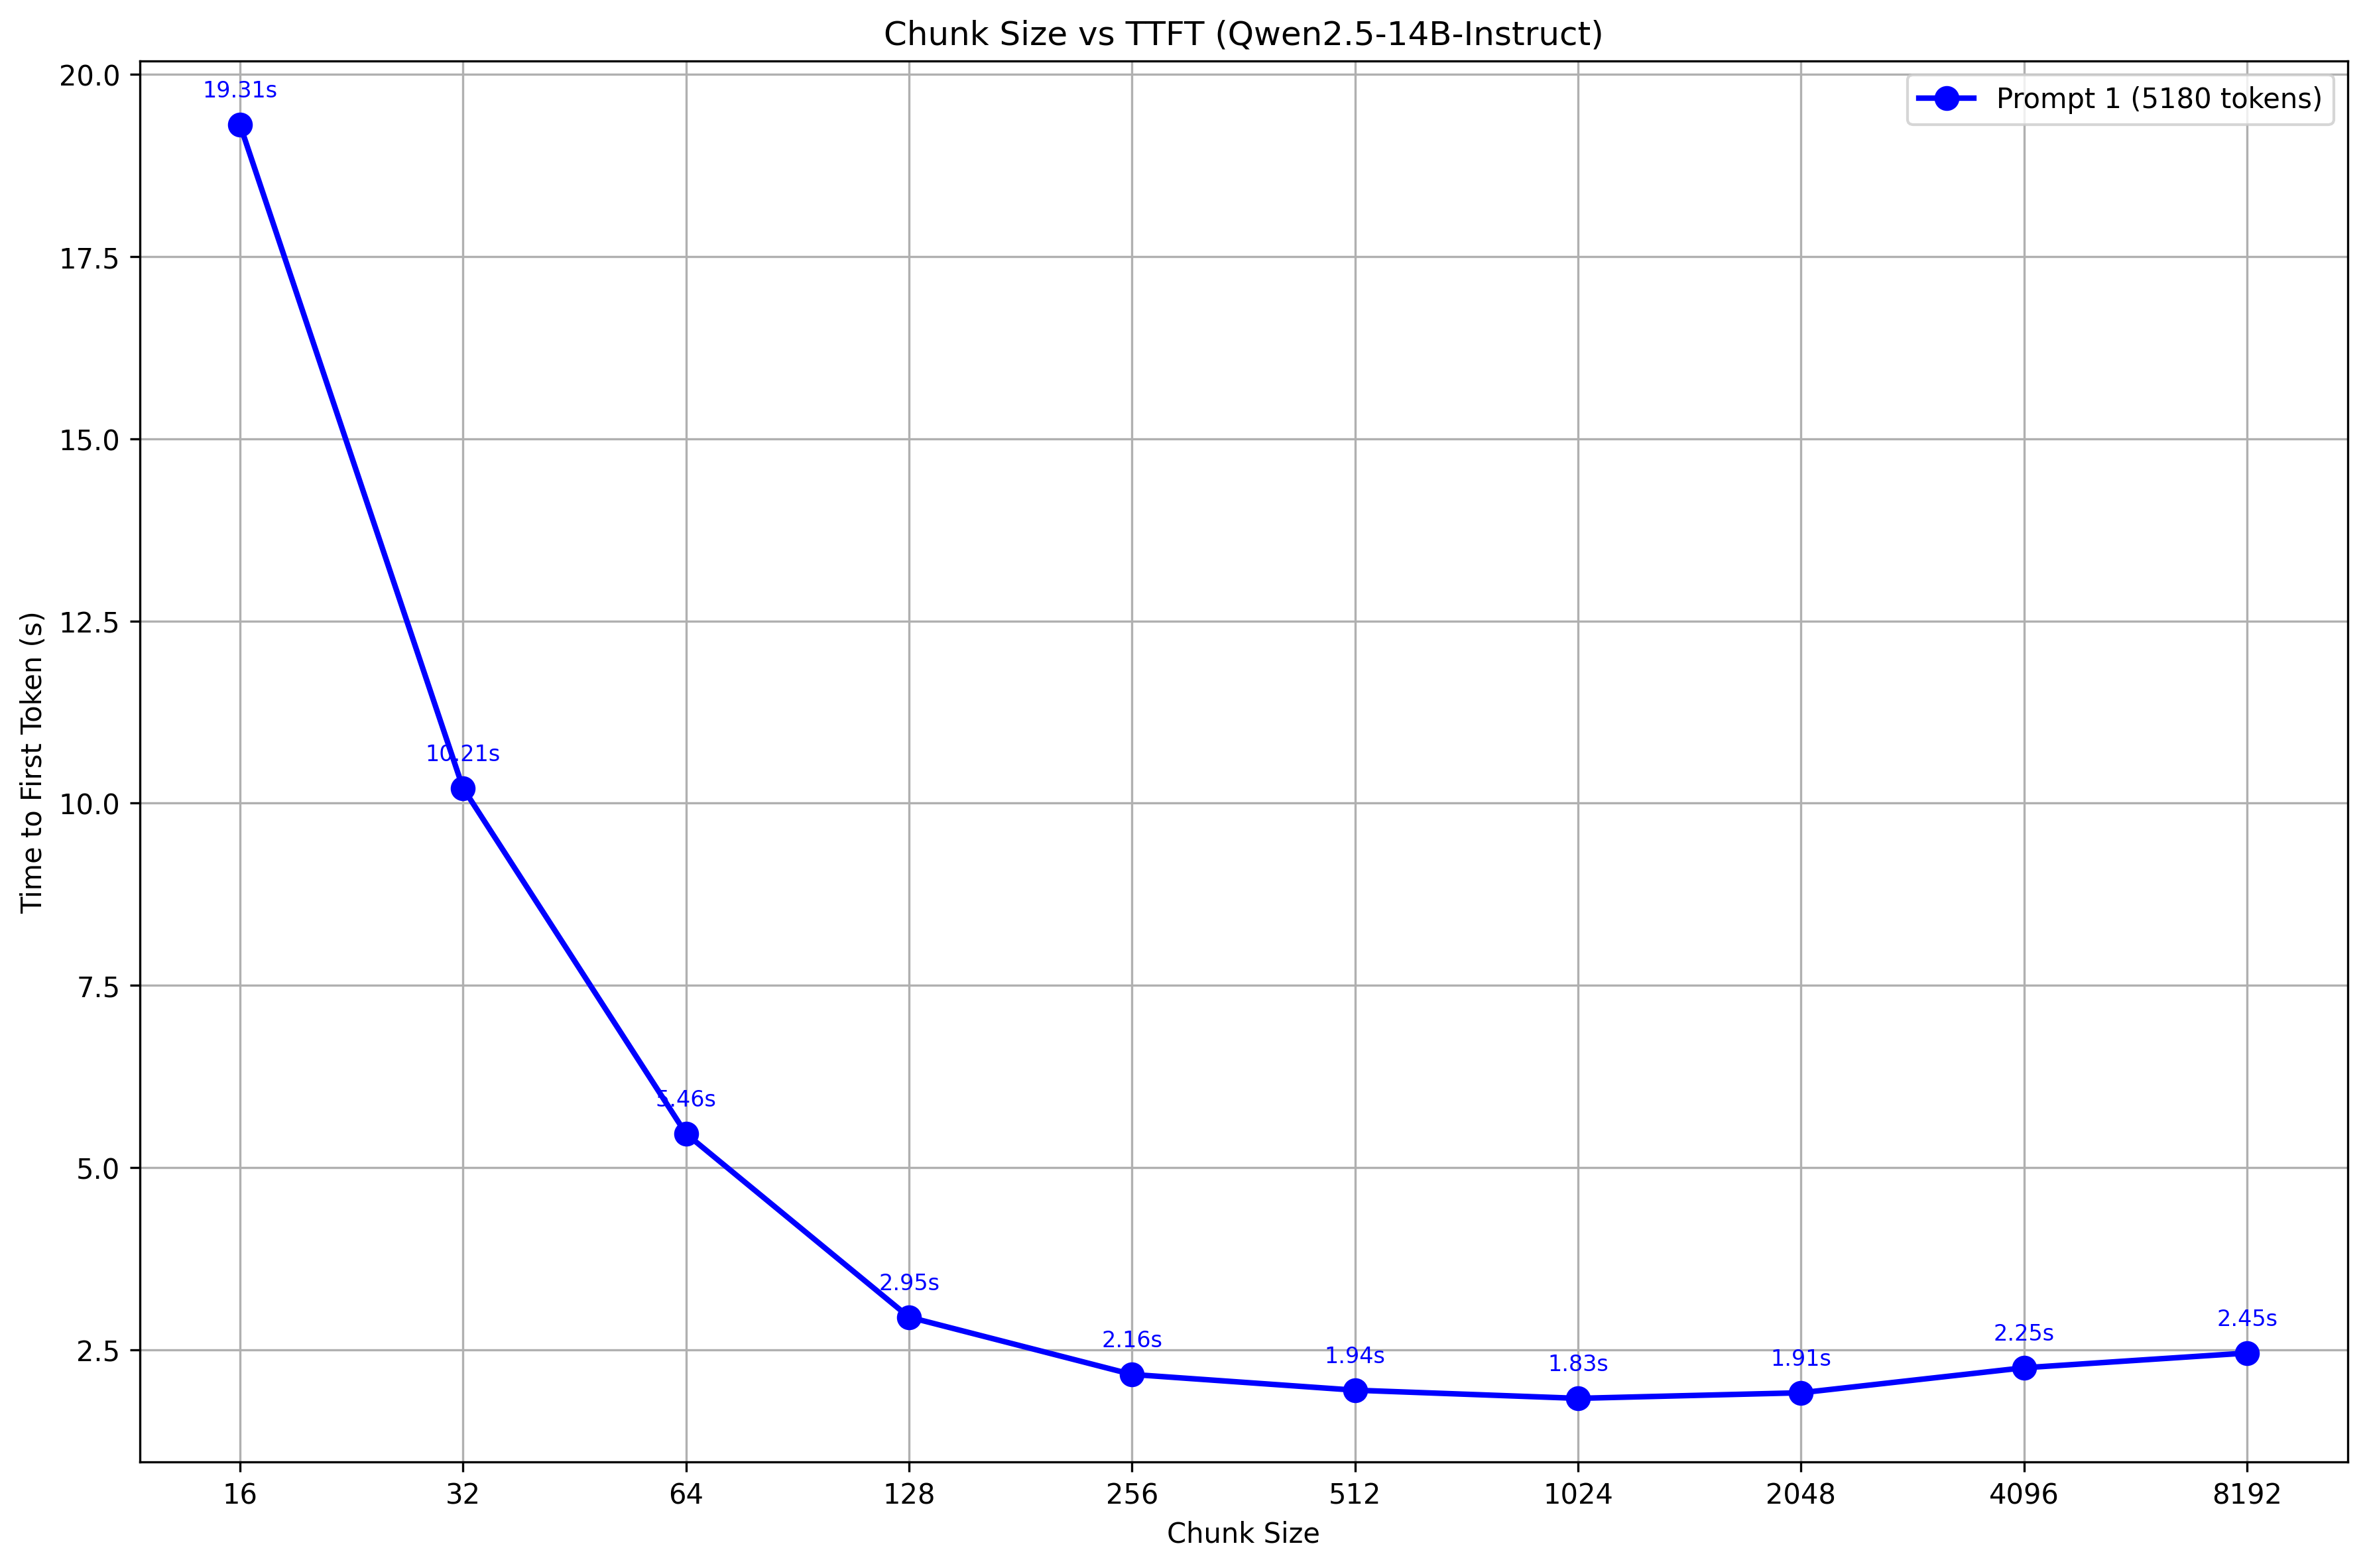 Chunk Size vs TTFT (Qwen2.5-14B-Instruct)
Prompt 1 (5180 tokens)
Time to First Token (s)
20.0
17.5
15.0
12.5
10.0
7.5
5.0
2.5
19.31s
10.21s
5.46s
2.95s
2.16s
1.94s
1.83s
1.91s
2.25s
2.45s
16 32 64 128 256 512 1024 2048 4096 8192
Chunk Size